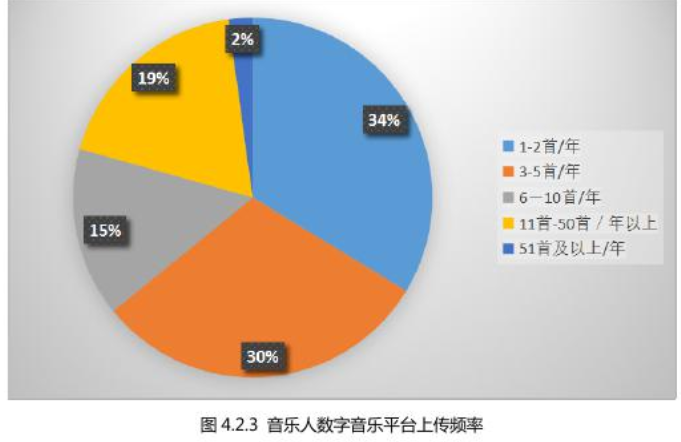 2%
19%
34%
15%
30%
1-2首/年
3-5首/年
6－10首/年
11首-50首 / 年以上
51首及以上/年
图 4.2.3 音乐人数字音乐平台上传频率